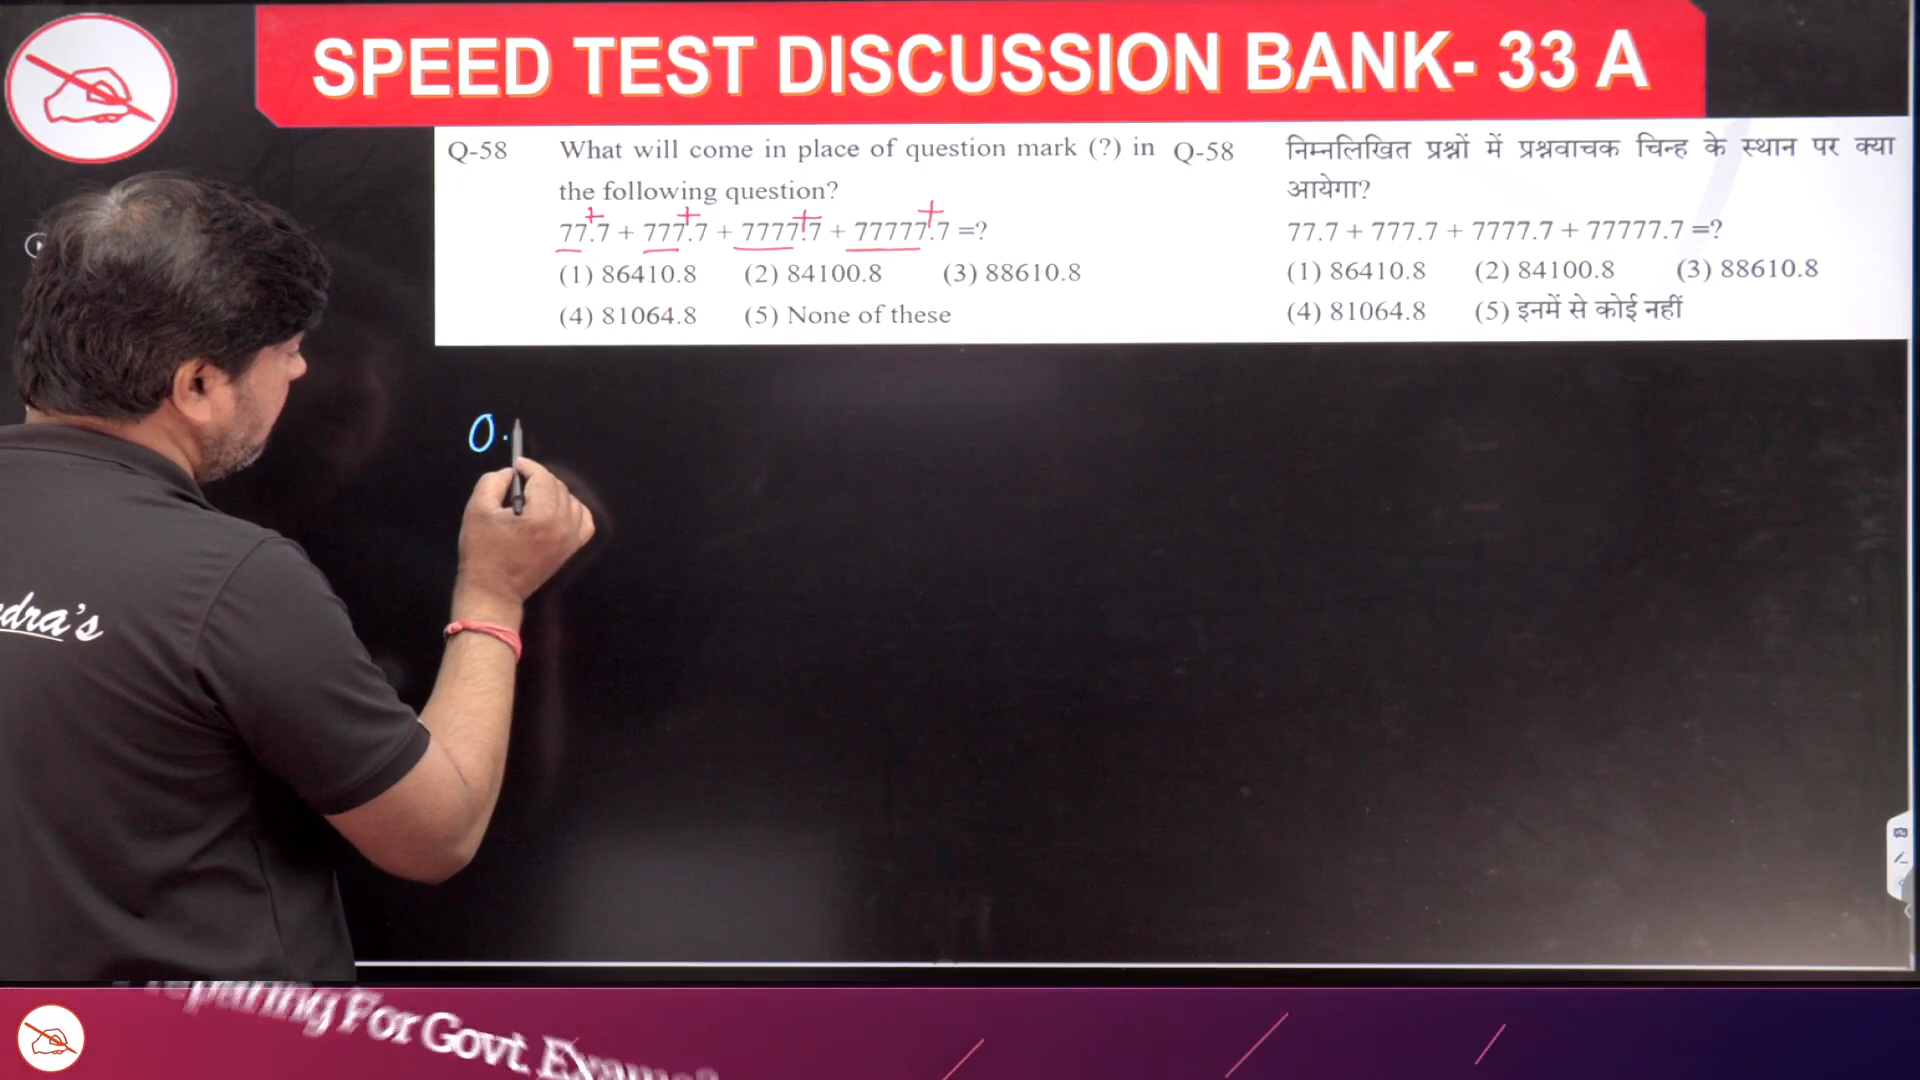 SPEED TEST DISCUSSION BANK- 33 A
Q-58 What will come in place of question mark (?) in
the following question?
77.7 + 777.7 + 7777.7 + 77777.7 =?
(1) 86410.8 (2) 84100.8 (3) 88610.8
(4) 81064.8 (5) None of these
Q-58 निम्नलिखित प्रश्नों में प्रश्नवाचक चिन्ह के स्थान पर क्या
आयेगा?
77.7 + 777.7 + 7777.7 + 77777.7 =?
(1) 86410.8 (2) 84100.8 (3) 88610.8
(4) 81064.8 (5) इनमें से कोई नहीं
0.
dra's
Preparing For Govt. Exams?